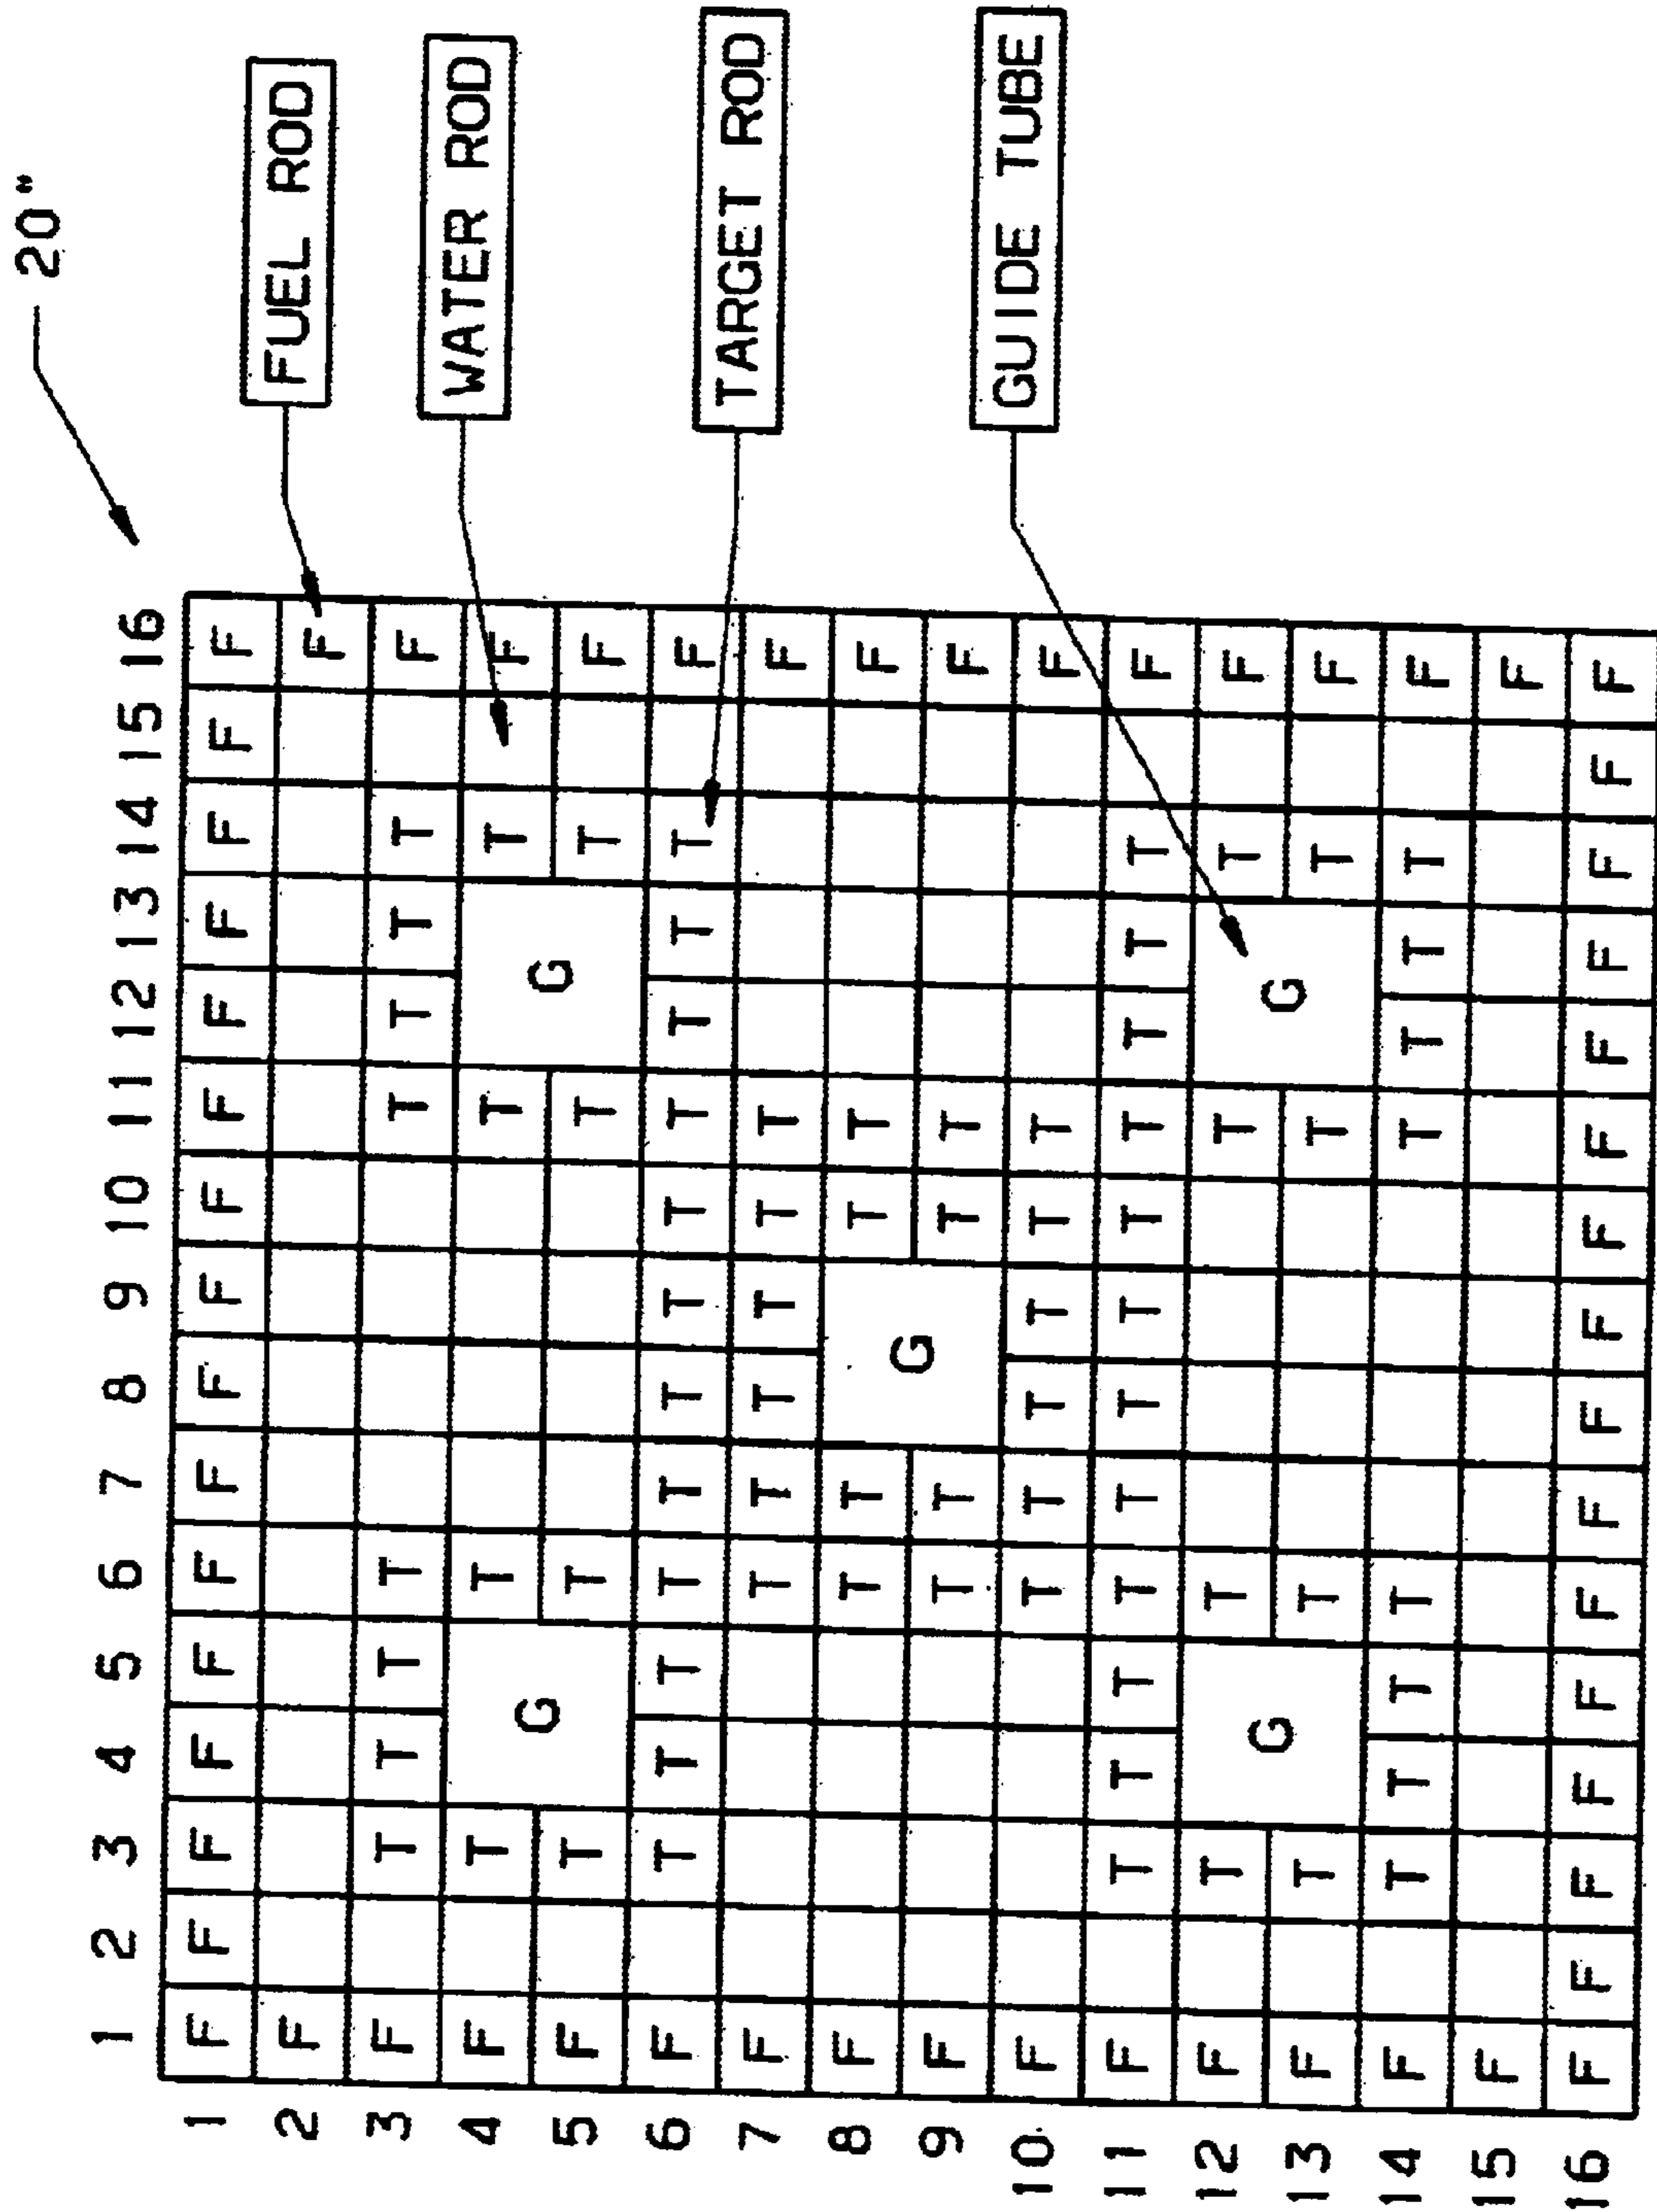 20"
1 2 3 4 5 6 7 8 9 10 11 12 13 14 15 16
1 F F F F F F F F F F F F F F F F
FUEL ROD
2 F F
3 F T T T T T T T T F
WATER ROD
4 F T T T T F
G G
5 F T T T T F
6 F T T T T T T T T T T T T F
TARGET ROD
7 F T T T T T T F
8 F T T T T F
G
9 F T T T T F
GUIDE TUBE
10 F T T T T T T F
11 F T T T T T T T T T T T T F
12 F T T T T F
G G
13 F T T T T F
14 F T T T T T T T T F
15 F F
16 F F F F F F F F F F F F F F F F